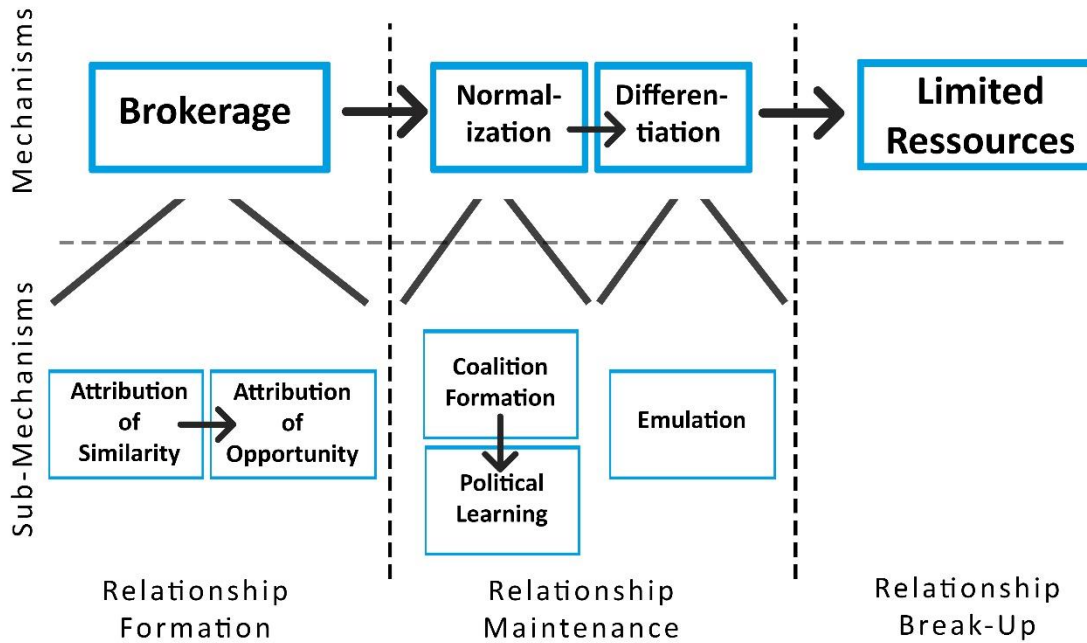 Mechanisms
Brokerage
Normal-
ization
Differen-
tiation
Limited
Ressources
Sub-Mechanisms
Attribution
of
Similarity
Attribution
of
Opportunity
Coalition
Formation
Political
Learning
Emulation
Relationship
Formation
Relationship
Maintenance
Relationship
Break-Up